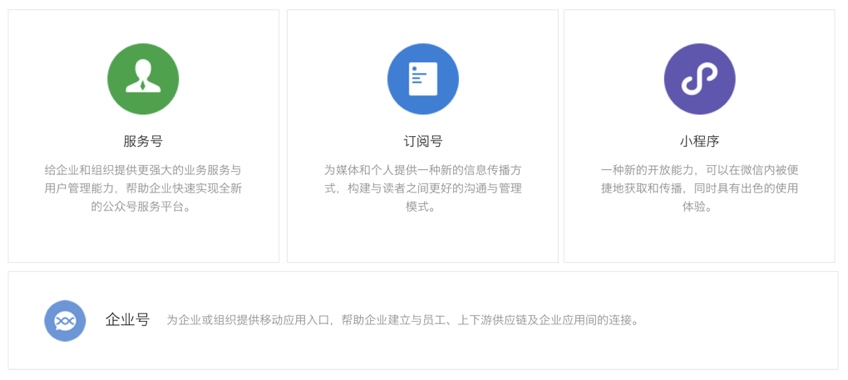 服务号
给企业和组织提供更强大的业务服务与
用户管理能力，帮助企业快速实现全新
的公众号服务平台。
订阅号
为媒体和个人提供一种新的信息传播方
式，构建与读者之间更好的沟通与管理
模式。
小程序
一种新的开放能力，可以在微信内被便
捷地获取和传播，同时具有出色的使用
体验。
企业号 为企业或组织提供移动应用入口，帮助企业建立与员工、上下游供应链及企业应用间的连接。